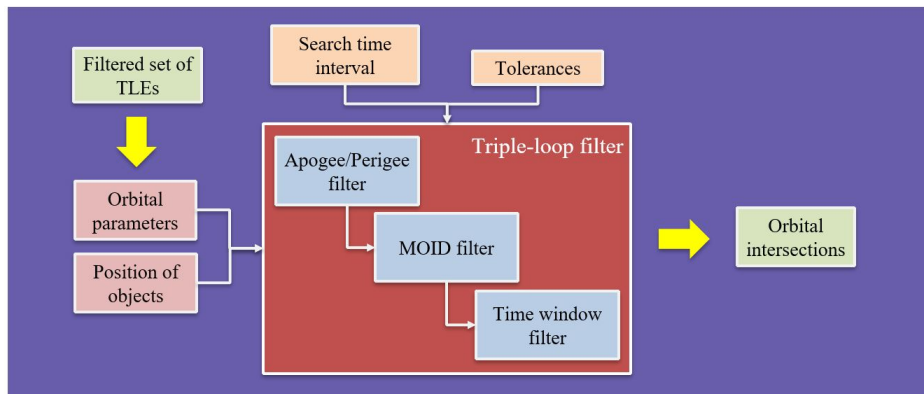 Search time
interval
Filtered set of
TLEs
Tolerances
Triple-loop filter
Apogee/Perigee
filter
Orbital
parameters
MOID filter
Orbital
intersections
Position of
objects
Time window
filter